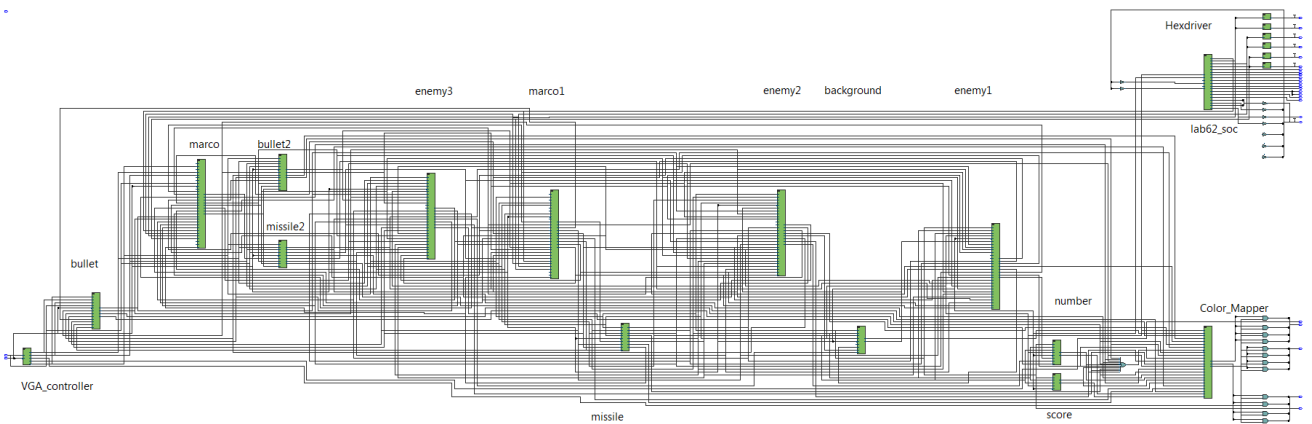 Hexdriver
enemy3
marco1
enemy2
background
enemy1
lab62_soc
marco
bullet2
missile2
bullet
number
Color_Mapper
VGA_controller
missile
score